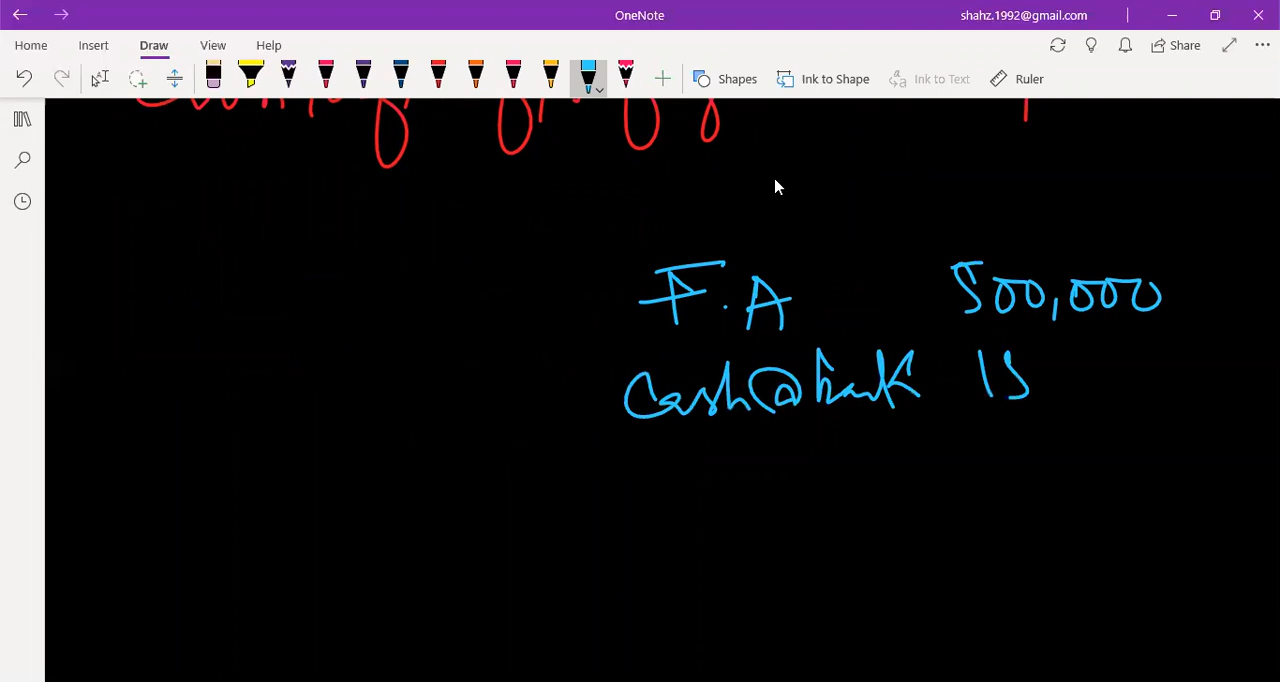 OneNote
shahz.1992@gmail.com
Home Insert Draw View Help
Share
Shapes Ink to Shape Ink to Text Ruler
F.A 500,000
Cash@bank 15